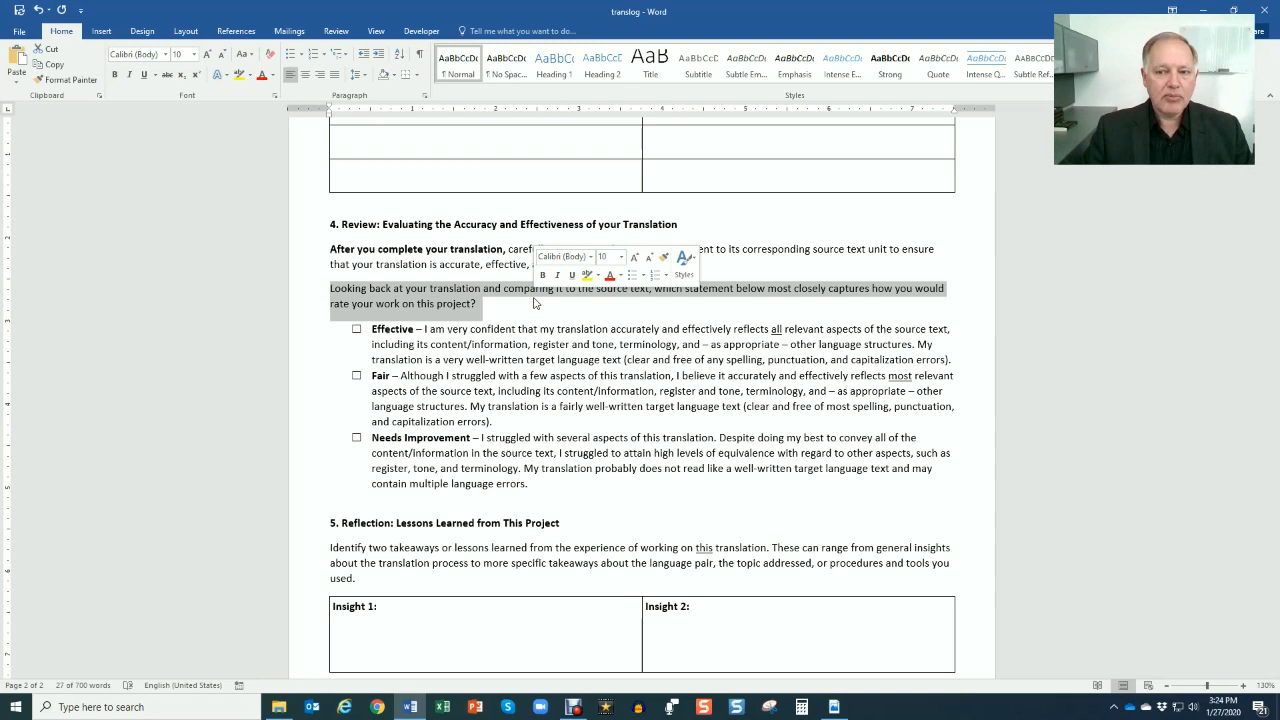 translog - Word
File Home Insert Design Layout References Mailings Review View Developer Tell me what you want to do...
Paste
Cut
Copy
Format Painter
Clipboard
Calibri (Body) 10
Font
Paragraph
AaBbCcDc ¶ Normal
AaBbCcDc ¶ No Spac...
AaBbCc Heading 1
AaBbCcC Heading 2
AaB Title
AaBbCcC Subtitle
AaBbCcDc Subtle Em...
AaBbCcDc Emphasis
AaBbCcDc Intense E...
AaBbCcDc Strong
AaBbCcDc Quote
AaBbCcDc Intense Q...
AaBbCcDc Subtle Ref...
Styles
4. Review: Evaluating the Accuracy and Effectiveness of your Translation
After you complete your translation, ent to its corresponding source text unit to ensure
Calibri (Body) 10
Styles
that your translation is accurate, effective,
Looking back at your translation and comparing it to the source text, which statement below most closely captures how you would
rate your work on this project?
☐ Effective – I am very confident that my translation accurately and effectively reflects all relevant aspects of the source text,
including its content/information, register and tone, terminology, and – as appropriate – other language structures. My
translation is a very well-written target language text (clear and free of any spelling, punctuation, and capitalization errors).
☐ Fair – Although I struggled with a few aspects of this translation, I believe it accurately and effectively reflects most relevant
aspects of the source text, including its content/information, register and tone, terminology, and – as appropriate – other
language structures. My translation is a fairly well-written target language text (clear and free of most spelling, punctuation,
and capitalization errors).
☐ Needs Improvement – I struggled with several aspects of this translation. Despite doing my best to convey all of the
content/information in the source text, I struggled to attain high levels of equivalence with regard to other aspects, such as
register, tone, and terminology. My translation probably does not read like a well-written target language text and may
contain multiple language errors.
5. Reflection: Lessons Learned from This Project
Identify two takeaways or lessons learned from the experience of working on this translation. These can range from general insights
about the translation process to more specific takeaways about the language pair, the topic addressed, or procedures and tools you
used.
Insight 1:
Insight 2:
Page 2 of 2 27 of 700 words English (United States) 130%
Type here to search
3:24 PM
1/27/2020